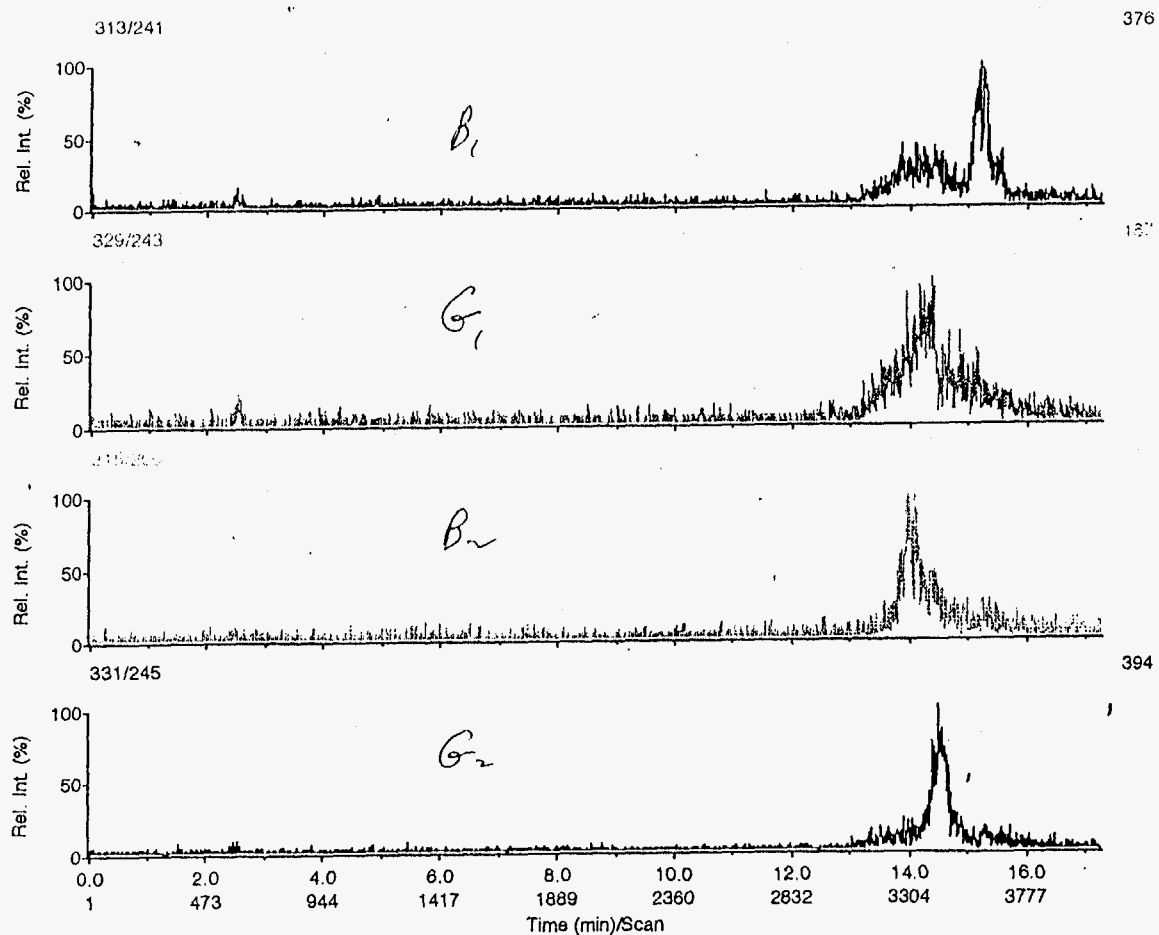 313/241 376
Rel. Int. (%)
100
50
0
B1
329/243
Rel. Int. (%)
100
50
0
G1
Rel. Int. (%)
100
50
0
B2
331/245 394
Rel. Int. (%)
100
50
0
G2
0.0 2.0 4.0 6.0 8.0 10.0 12.0 14.0 16.0
1 473 944 1417 1889 2360 2832 3304 3777
Time (min)/Scan